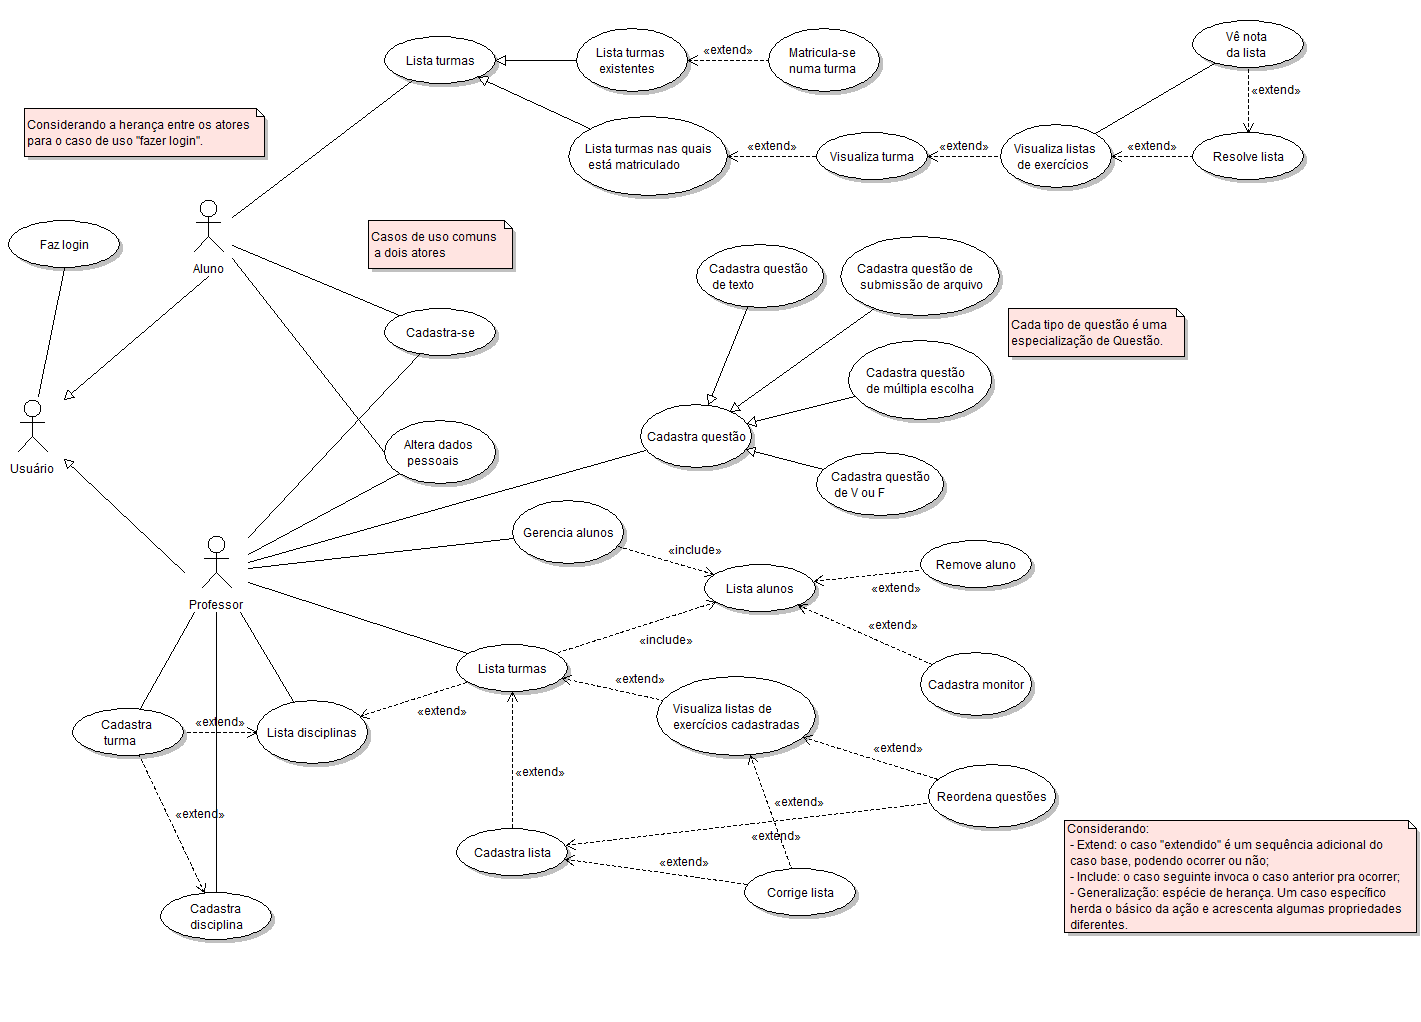 Lista turmas
Lista turmas
existentes
«extend»
Matricula-se
numa turma
Vê nota
da lista
«extend»
Considerando a herança entre os atores
para o caso de uso "fazer login".
Lista turmas nas quais
está matriculado
«extend»
Visualiza turma
«extend»
Visualiza listas
de exercícios
«extend»
Resolve lista
Faz login
Aluno
Casos de uso comuns
a dois atores
Cadastra questão
de texto
Cadastra questão de
submissão de arquivo
Cadastra-se
Cada tipo de questão é uma
especialização de Questão.
Cadastra questão
de múltipla escolha
Usuário
Altera dados
pessoais
Cadastra questão
Cadastra questão
de V ou F
Gerencia alunos
«include»
Lista alunos
Remove aluno
«extend»
Professor
«include»
«extend»
Cadastra monitor
Lista turmas
«extend»
«extend»
Visualiza listas de
exercícios cadastradas
Cadastra
turma
«extend»
Lista disciplinas
«extend»
«extend»
Reordena questões
«extend»
«extend»
«extend»
Cadastra lista
«extend»
Corrige lista
Cadastra
disciplina
Considerando:
- Extend: o caso "extendido" é um sequência adicional do
caso base, podendo ocorrer ou não;
- Include: o caso seguinte invoca o caso anterior pra ocorrer;
- Generalização: espécie de herança. Um caso específico
herda o básico da ação e acrescenta algumas propriedades
diferentes.